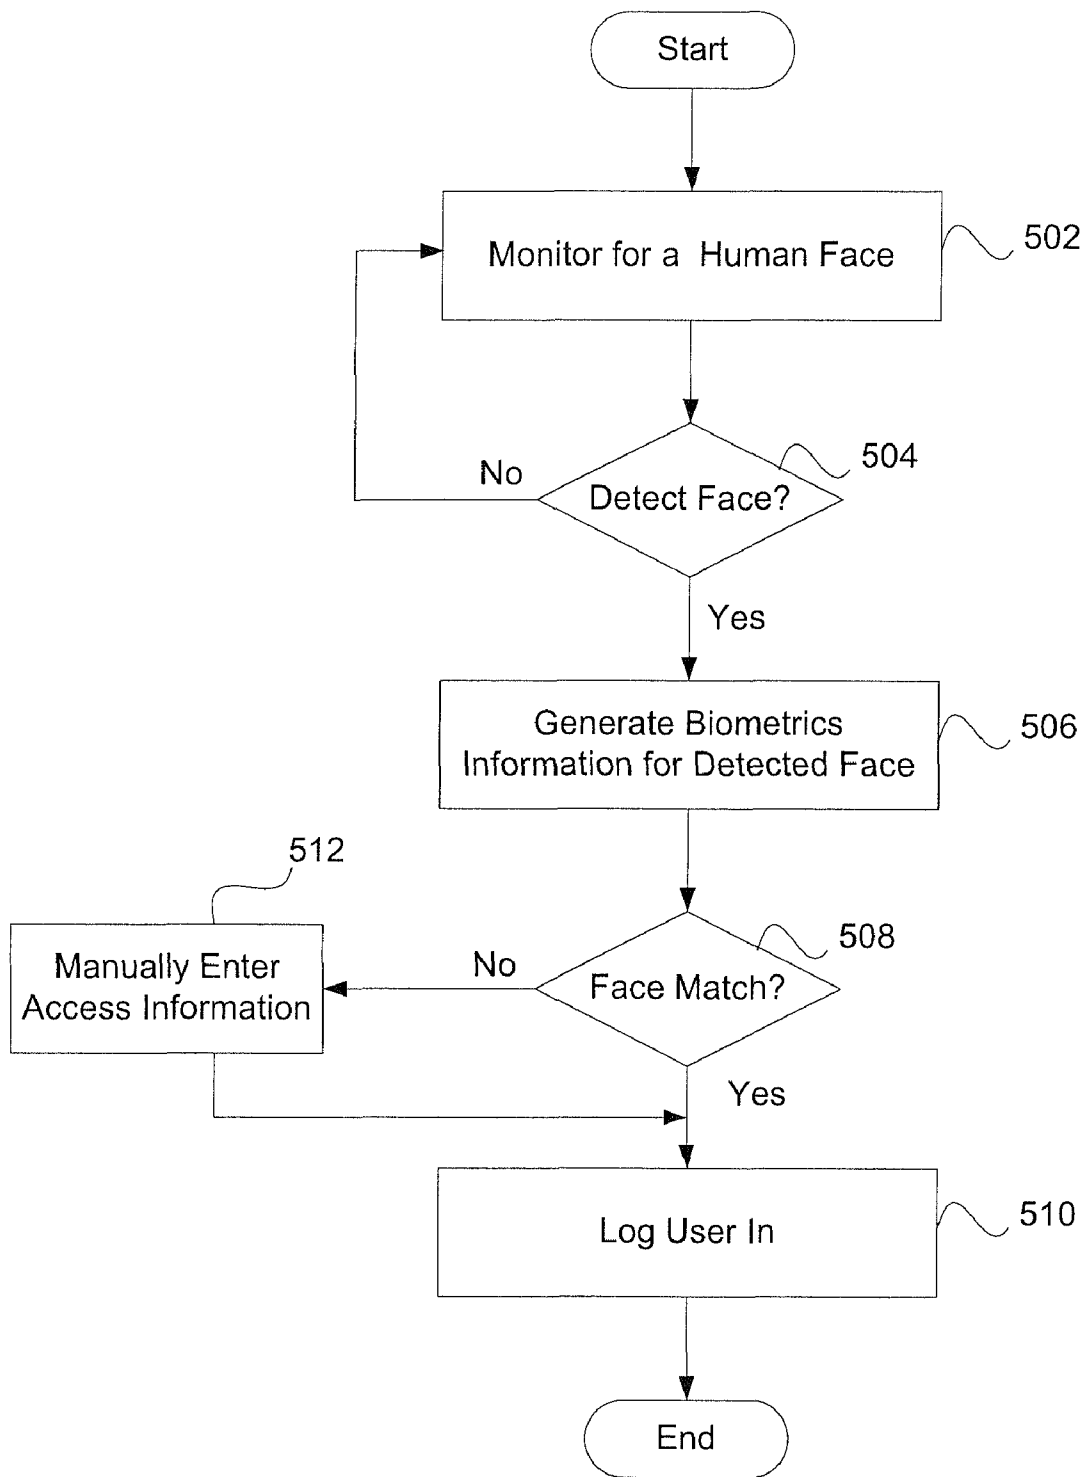 Start
Monitor for a Human Face
502
504
No
Detect Face?
Yes
Generate Biometrics
Information for Detected Face
506
512
508
Manually Enter
Access Information
No
Face Match?
Yes
Log User In
510
End